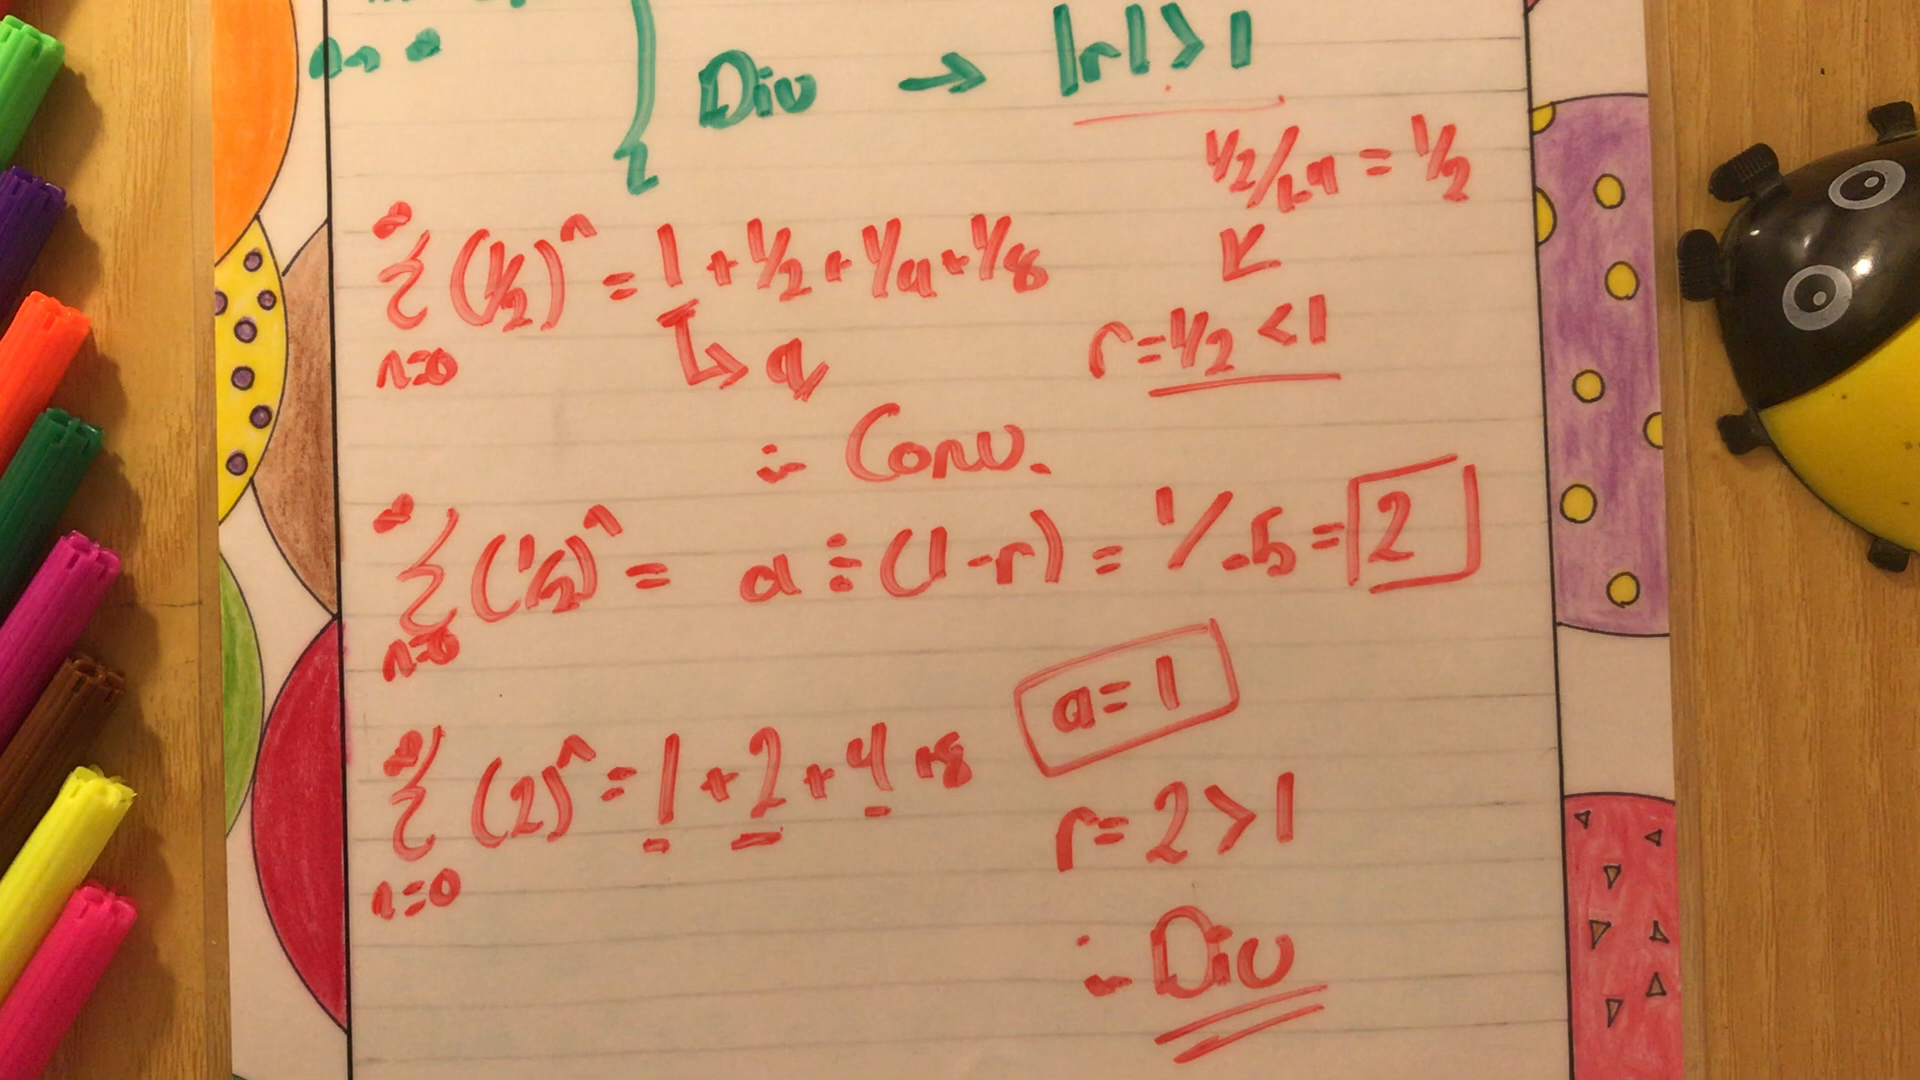 Div → |r| > 1
1/2/1 = 1/2
∞ Σ n=0 (1/2)^n = 1 + 1/2 + 1/4 + 1/8
↳ a
r = 1/2 < 1
∴ Conv.
∞ Σ n=0 (1/2)^n = a ÷ (1 - r) = 1/.5 = 2
a = 1
∞ Σ n=0 (2)^n = 1 + 2 + 4 + 8
r = 2 > 1
∴ Div